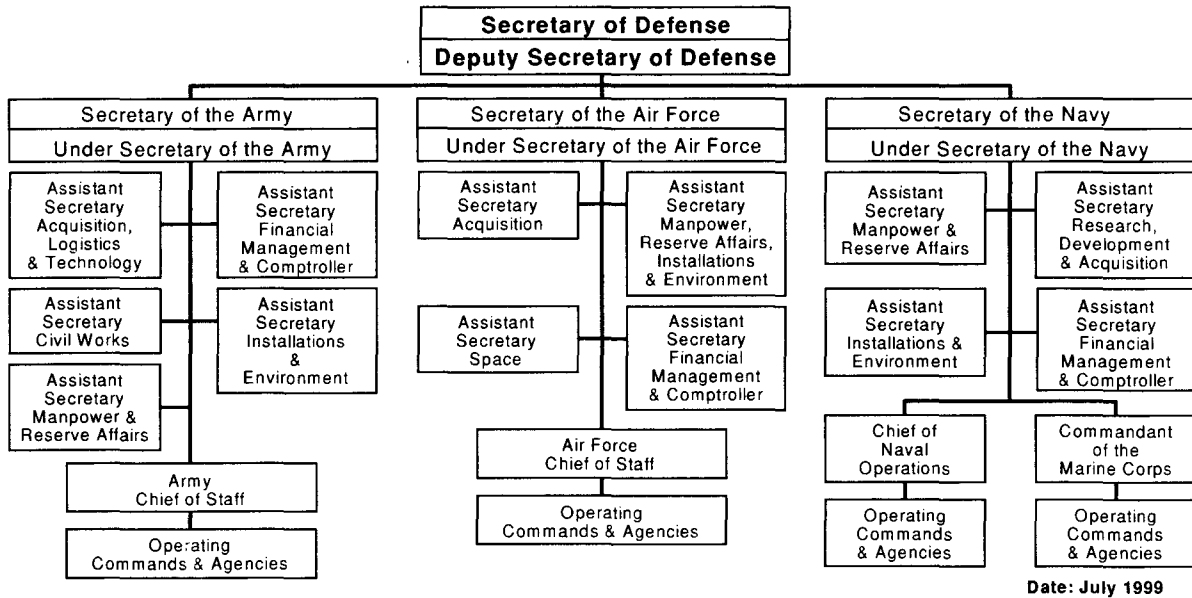 Secretary of Defense
Deputy Secretary of Defense
Secretary of the Army
Under Secretary of the Army
Assistant
Secretary
Acquisition,
Logistics
& Technology
Assistant
Secretary
Financial
Management
& Comptroller
Assistant
Secretary
Civil Works
Assistant
Secretary
Installations
&
Environment
Assistant
Secretary
Manpower &
Reserve Affairs
Army
Chief of Staff
Operating
Commands & Agencies
Secretary of the Air Force
Under Secretary of the Air Force
Assistant
Secretary
Acquisition
Assistant
Secretary
Manpower,
Reserve Affairs,
Installations
& Environment
Assistant
Secretary
Space
Assistant
Secretary
Financial
Management
& Comptroller
Air Force
Chief of Staff
Operating
Commands & Agencies
Secretary of the Navy
Under Secretary of the Navy
Assistant
Secretary
Manpower
& Reserve Affairs
Assistant
Secretary
Research,
Development
& Acquisition
Assistant
Secretary
Installations &
Environment
Assistant
Secretary
Financial
Management
& Comptroller
Chief of
Naval
Operations
Commandant
of the
Marine Corps
Operating
Commands
& Agencies
Operating
Commands
& Agencies
Date: July 1999